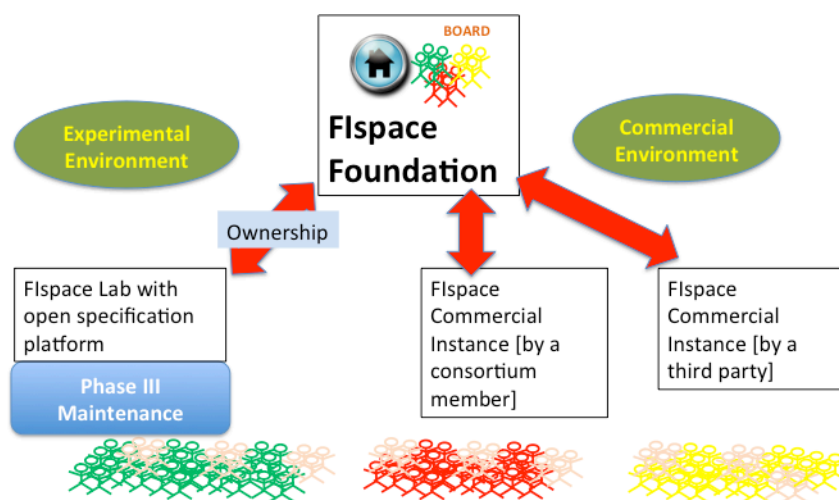 BOARD
FIspace
Foundation
Experimental
Environment
Commercial
Environment
Ownership
FIspace Lab with
open specification
platform
Phase III
Maintenance
FIspace
Commercial
Instance [by a
consortium
member]
FIspace
Commercial
Instance [by a
third party]